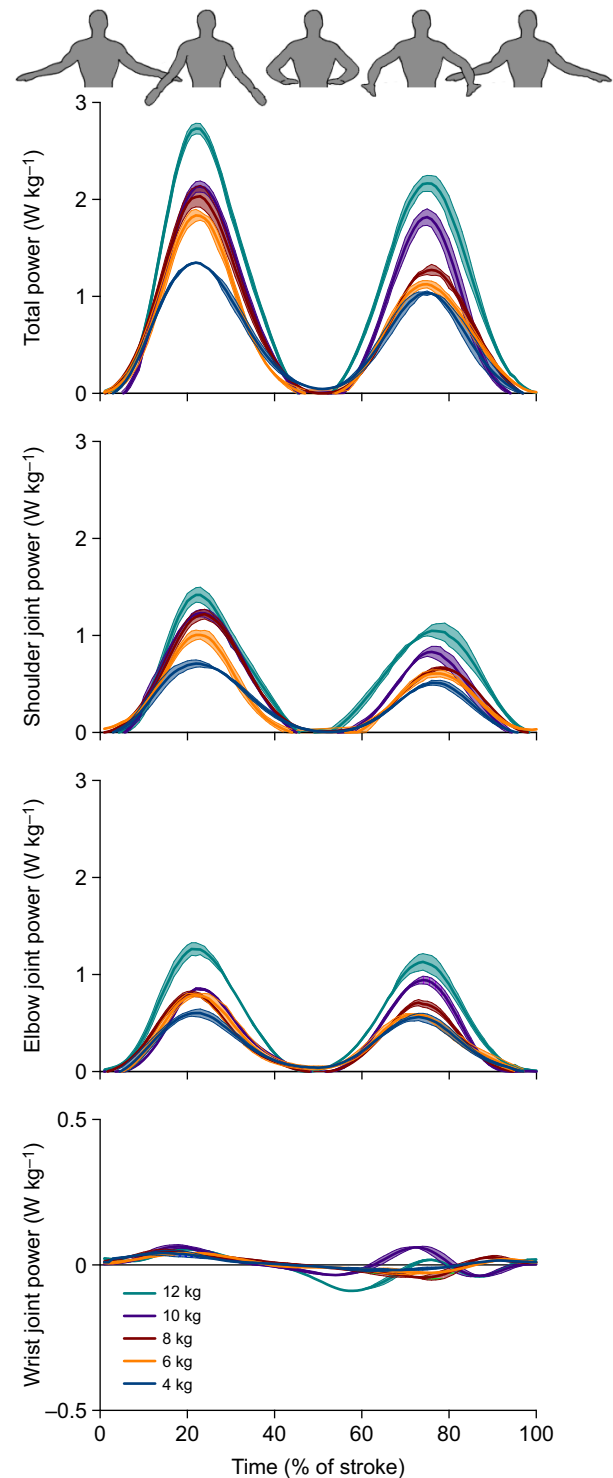 3
2
1
0
Total power (W kg⁻¹)
3
2
1
0
Shoulder joint power (W kg⁻¹)
3
2
1
0
Elbow joint power (W kg⁻¹)
0.5
0
–0.5
Wrist joint power (W kg⁻¹)
12 kg
10 kg
8 kg
6 kg
4 kg
0 20 40 60 80 100
Time (% of stroke)